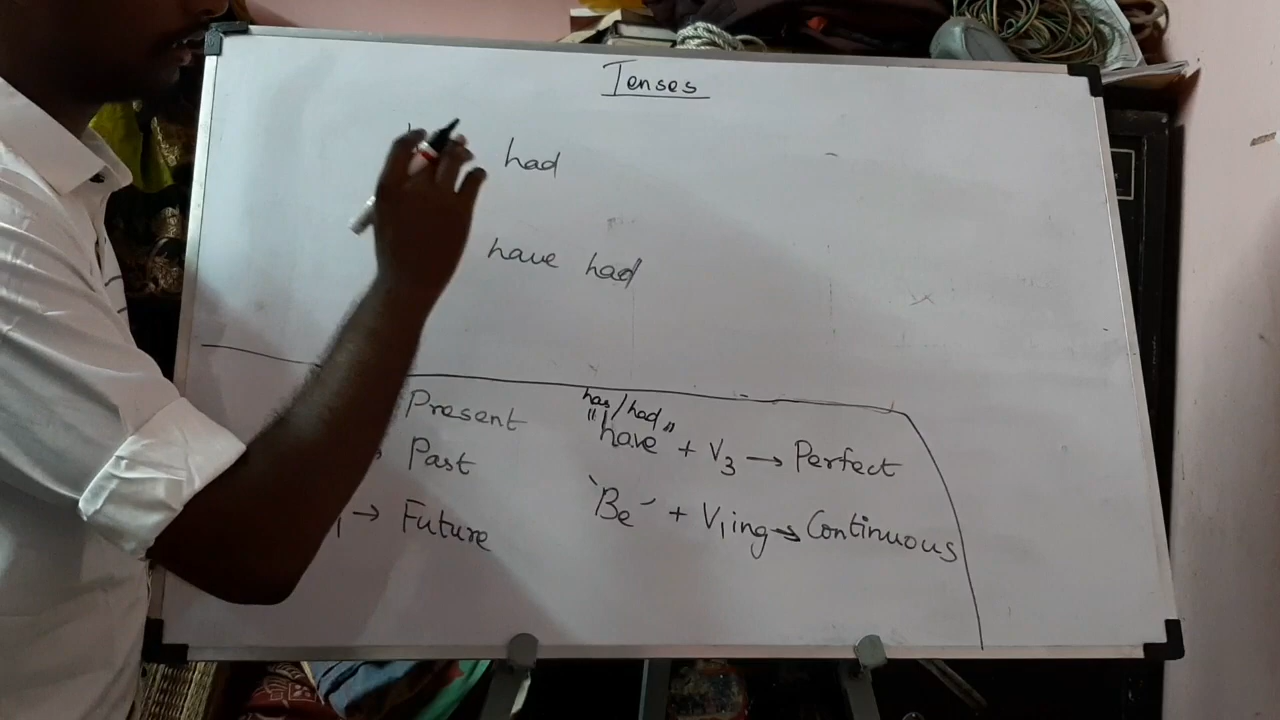 Tenses
had
have had
Present
Past
→ Future
has/had
"have" + V3 → Perfect
'Be' + V1ing → Continuous